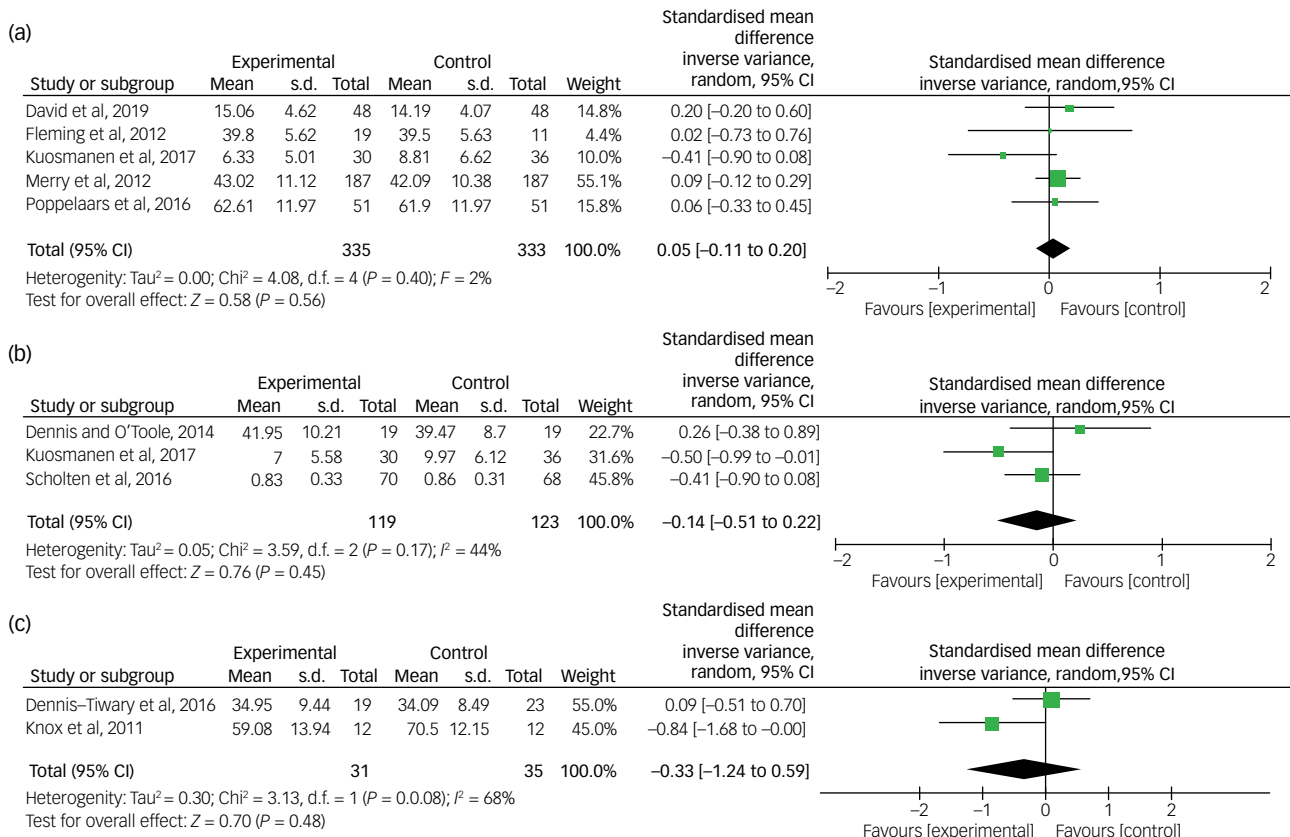 (a)
Standardised mean
difference
inverse variance,
random, 95% CI
Standardised mean difference
inverse variance, random,95% CI
Experimental Control
Study or subgroup Mean s.d. Total Mean s.d. Total Weight
David et al, 2019 15.06 4.62 48 14.19 4.07 48 14.8% 0.20 [–0.20 to 0.60]
Fleming et al, 2012 39.8 5.62 19 39.5 5.63 11 4.4% 0.02 [–0.73 to 0.76]
Kuosmanen et al, 2017 6.33 5.01 30 8.81 6.62 36 10.0% –0.41 [–0.90 to 0.08]
Merry et al, 2012 43.02 11.12 187 42.09 10.38 187 55.1% 0.09 [–0.12 to 0.29]
Poppelaars et al, 2016 62.61 11.97 51 61.9 11.97 51 15.8% 0.06 [–0.33 to 0.45]
Total (95% CI) 335 333 100.0% 0.05 [–0.11 to 0.20]
Heterogenity: Tau² = 0.00; Chi² = 4.08, d.f. = 4 (P = 0.40); F = 2%
Test for overall effect: Z = 0.58 (P = 0.56)
–2 –1 0 1 2
Favours [experimental] Favours [control]
(b)
Standardised mean
difference
inverse variance,
random, 95% CI
Standardised mean difference
inverse variance, random,95% CI
Experimental Control
Study or subgroup Mean s.d. Total Mean s.d. Total Weight
Dennis and O'Toole, 2014 41.95 10.21 19 39.47 8.7 19 22.7% 0.26 [–0.38 to 0.89]
Kuosmanen et al, 2017 7 5.58 30 9.97 6.12 36 31.6% –0.50 [–0.99 to –0.01]
Scholten et al, 2016 0.83 0.33 70 0.86 0.31 68 45.8% –0.41 [–0.90 to 0.08]
Total (95% CI) 119 123 100.0% –0.14 [–0.51 to 0.22]
Heterogenity: Tau² = 0.05; Chi² = 3.59, d.f. = 2 (P = 0.17); I² = 44%
Test for overall effect: Z = 0.76 (P = 0.45)
–2 –1 0 1 2
Favours [experimental] Favours [control]
(c)
Standardised mean
difference
inverse variance,
random, 95% CI
Standardised mean difference
inverse variance, random,95% CI
Experimental Control
Study or subgroup Mean s.d. Total Mean s.d. Total Weight
Dennis–Tiwary et al, 2016 34.95 9.44 19 34.09 8.49 23 55.0% 0.09 [–0.51 to 0.70]
Knox et al, 2011 59.08 13.94 12 70.5 12.15 12 45.0% –0.84 [–1.68 to –0.00]
Total (95% CI) 31 35 100.0% –0.33 [–1.24 to 0.59]
Heterogenity: Tau² = 0.30; Chi² = 3.13, d.f. = 1 (P = 0.0.08); I² = 68%
Test for overall effect: Z = 0.70 (P = 0.48)
–2 –1 0 1 2
Favours [experimental] Favours [control]